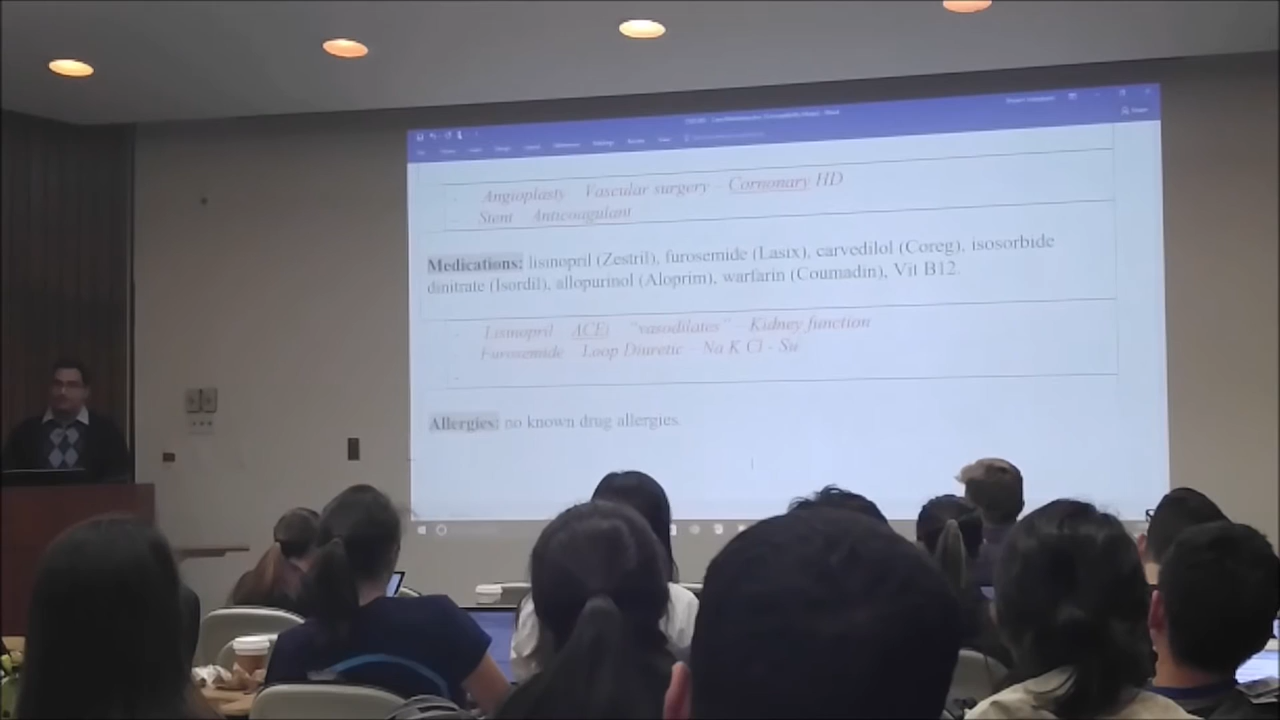 - Angioplasty Vascular surgery – Cornonary HD
- Stent Anticoagulant
Medications: lisinopril (Zestril), furosemide (Lasix), carvedilol (Coreg), isosorbide
dinitrate (Isordil), allopurinol (Aloprim), warfarin (Coumadin), Vit B12.
- Lisinopril ACEi "vasodilates" – Kidney function
- Furosemide Loop Diuretic – Na K Cl - Su
-
Allergies: no known drug allergies.